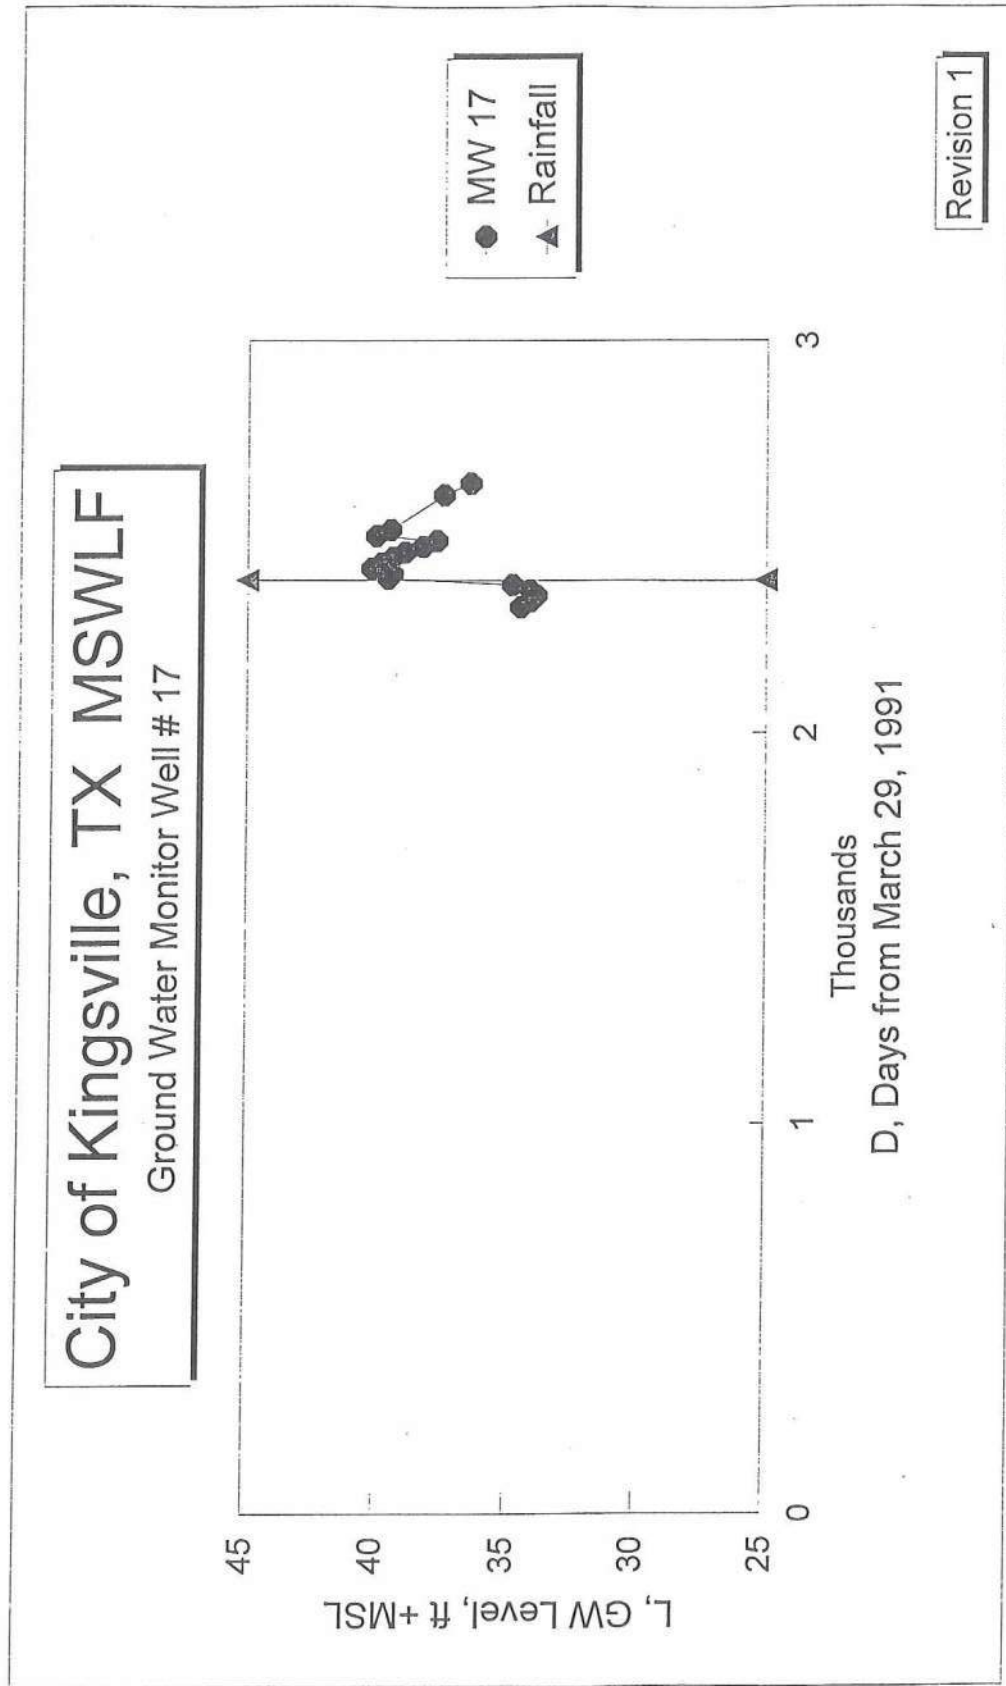 City of Kingsville, TX MSWLF
Ground Water Monitor Well # 17
L, GW Level, ft +MSL
45
40
35
30
25
0
1
2
3
Thousands
D, Days from March 29, 1991
MW 17
Rainfall
Revision 1